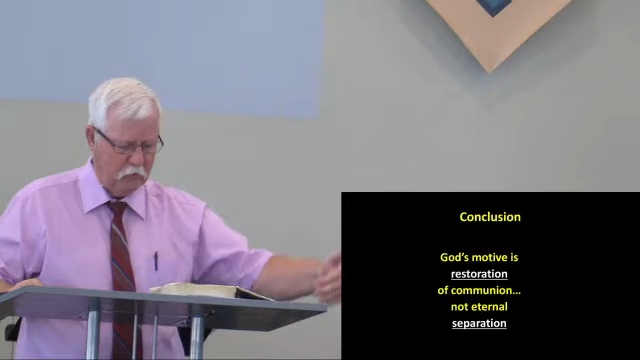 Conclusion
God's motive is
restoration
of communion...
not eternal
separation